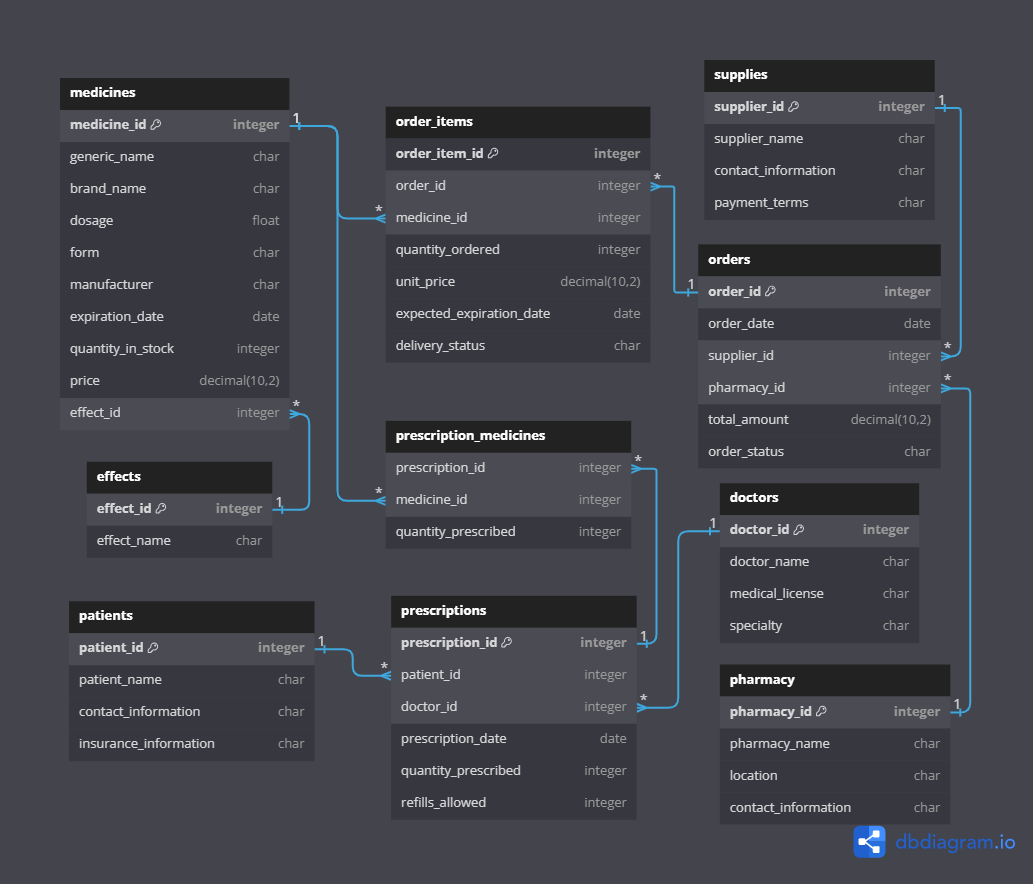 medicines
medicine_id integer
generic_name char
brand_name char
dosage float
form char
manufacturer char
expiration_date date
quantity_in_stock integer
price decimal(10,2)
effect_id integer
1
*
effects
effect_id integer
effect_name char
1
patients
patient_id integer
patient_name char
contact_information char
insurance_information char
1
order_items
order_item_id integer
order_id integer
medicine_id integer
quantity_ordered integer
unit_price decimal(10,2)
expected_expiration_date date
delivery_status char
*
*
prescription_medicines
prescription_id integer
medicine_id integer
quantity_prescribed integer
*
*
prescriptions
prescription_id integer
patient_id integer
doctor_id integer
prescription_date date
quantity_prescribed integer
refills_allowed integer
1
*
*
supplies
supplier_id integer
supplier_name char
contact_information char
payment_terms char
1
orders
order_id integer
order_date date
supplier_id integer
pharmacy_id integer
total_amount decimal(10,2)
order_status char
1
*
*
doctors
doctor_id integer
doctor_name char
medical_license char
specialty char
1
pharmacy
pharmacy_id integer
pharmacy_name char
location char
contact_information char
1
dbdiagram.io